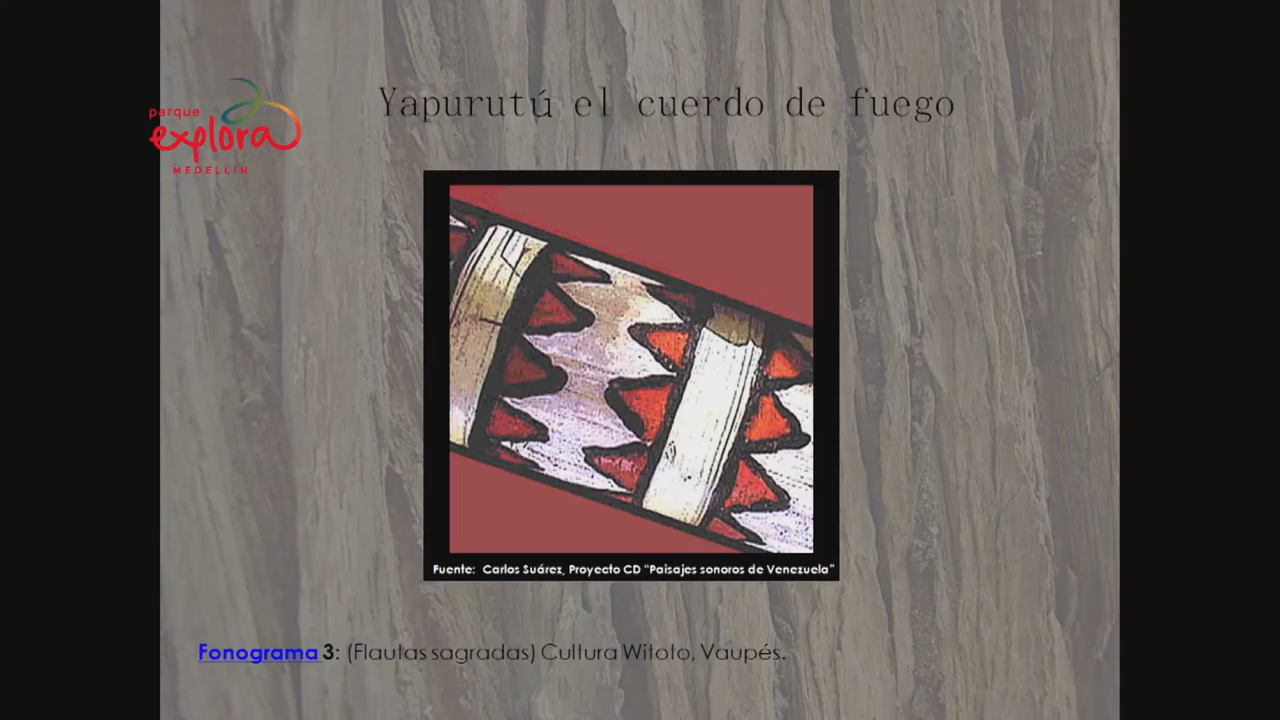 Yapurutú el cuerdo de fuego
parque
explora
MEDELLÍN
Fuente: Carlos Suárez, Proyecto CD "Paisajes sonoros de Venezuela"
Fonograma 3: (Flautas sagradas) Cultura Witoto, Vaupés.